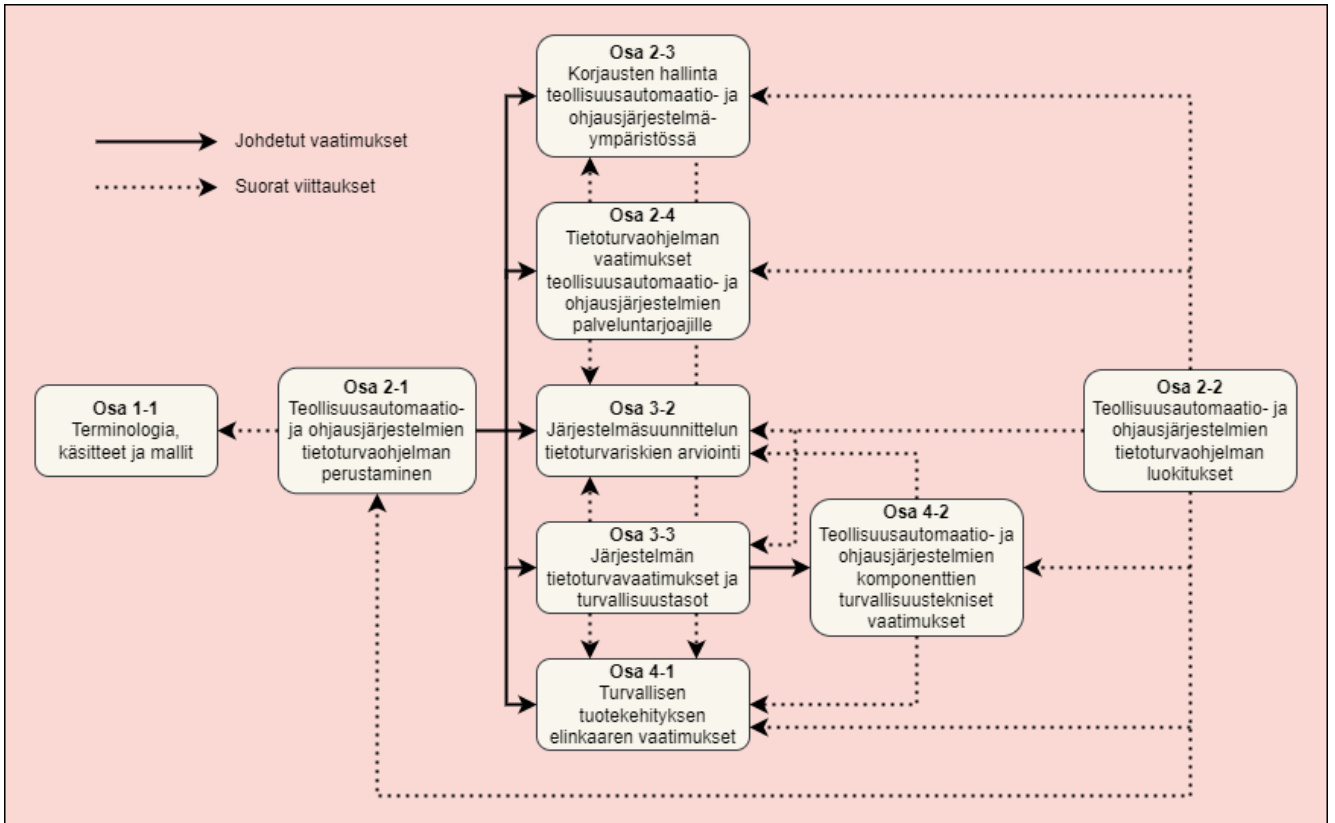 Johdetut vaatimukset
Suorat viittaukset
Osa 2-3
Korjausten hallinta
teollisuusautomaatio- ja
ohjausjärjestelmä-
ympäristössä
Osa 2-4
Tietoturvaohjelman
vaatimukset
teollisuusautomaatio- ja
ohjausjärjestelmien
palveluntarjoajille
Osa 1-1
Terminologia,
käsitteet ja mallit
Osa 2-1
Teollisuusautomaatio-
ja ohjausjärjestelmien
tietoturvaohjelman
perustaminen
Osa 3-2
Järjestelmäsuunnittelun
tietoturvariskien arviointi
Osa 2-2
Teollisuusautomaatio- ja
ohjausjärjestelmien
tietoturvaohjelman
luokitukset
Osa 3-3
Järjestelmän
tietoturvavaatimukset ja
turvallisuustasot
Osa 4-2
Teollisuusautomaatio- ja
ohjausjärjestelmien
komponenttien
turvallisuustekniset
vaatimukset
Osa 4-1
Turvallisen
tuotekehityksen
elinkaaren vaatimukset